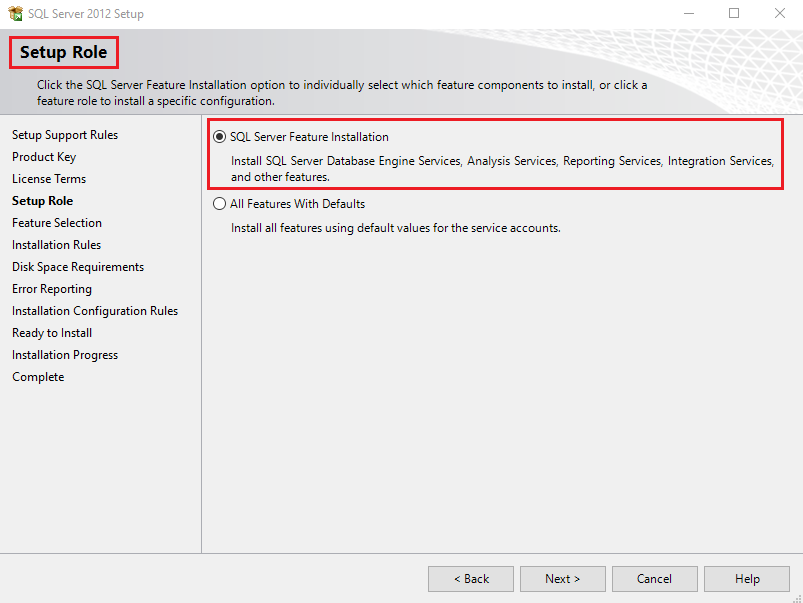 SQL Server 2012 Setup
Setup Role
Click the SQL Server Feature Installation option to individually select which feature components to install, or click a
feature role to install a specific configuration.
Setup Support Rules
Product Key
License Terms
Setup Role
Feature Selection
Installation Rules
Disk Space Requirements
Error Reporting
Installation Configuration Rules
Ready to Install
Installation Progress
Complete
SQL Server Feature Installation
Install SQL Server Database Engine Services, Analysis Services, Reporting Services, Integration Services,
and other features.
All Features With Defaults
Install all features using default values for the service accounts.
< Back
Next >
Cancel
Help